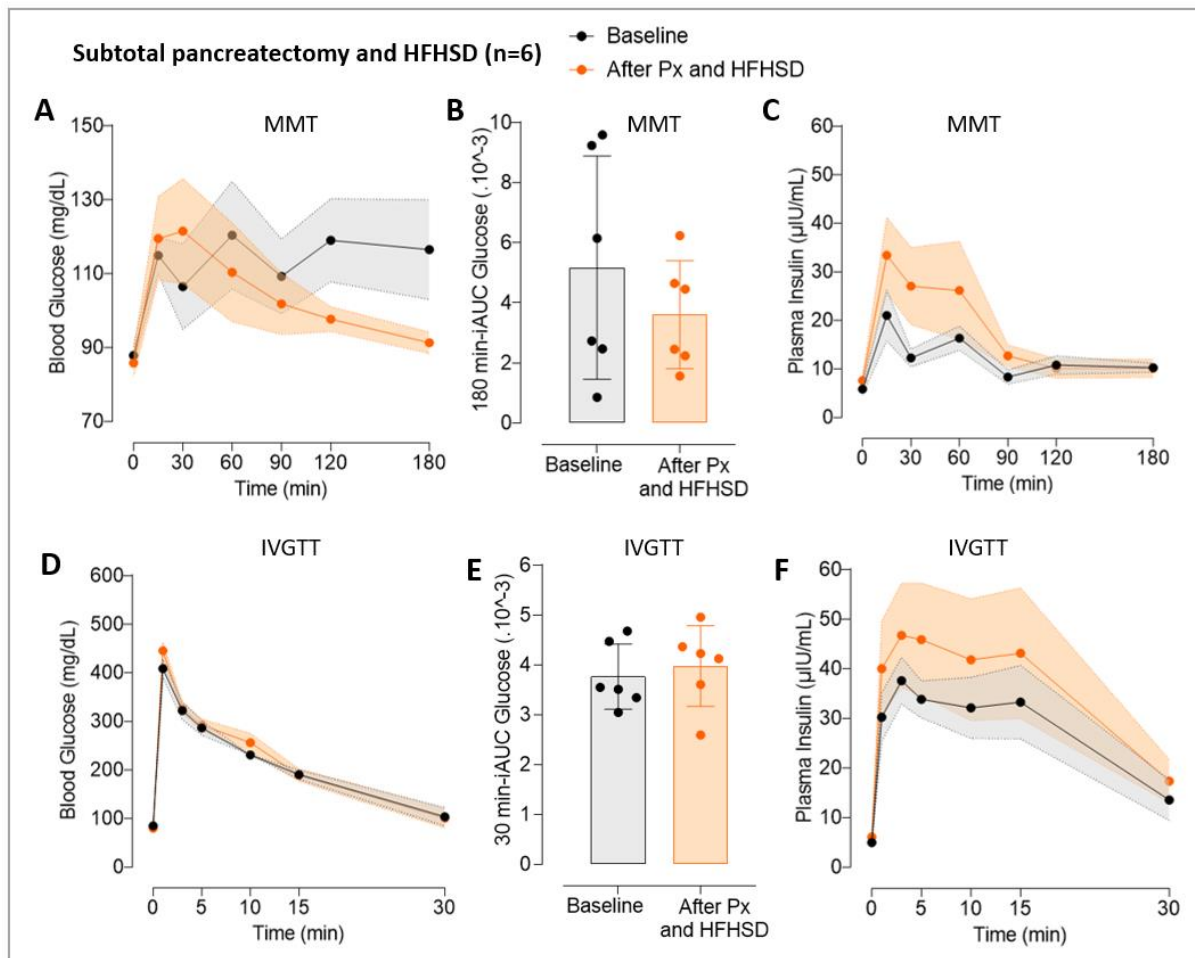 Subtotal pancreatectomy and HFHSD (n=6)
Baseline
After Px and HFHSD
A
MMT
150
130
110
90
70
Blood Glucose (mg/dL)
0 30 60 90 120 180
Time (min)
B
MMT
10
8
6
4
2
0
180 min-iAUC Glucose (.10^-3)
Baseline
After Px
and HFHSD
C
MMT
60
50
40
30
20
10
0
Plasma Insulin (µIU/mL)
0 30 60 90 120 180
Time (min)
D
IVGTT
600
500
400
300
200
100
0
Blood Glucose (mg/dL)
0 5 10 15 30
Time (min)
E
IVGTT
6
5
4
3
2
1
0
30 min-iAUC Glucose (.10^-3)
Baseline
After Px
and HFHSD
F
IVGTT
60
50
40
30
20
10
0
Plasma Insulin (µIU/mL)
0 5 10 15 30
Time (min)